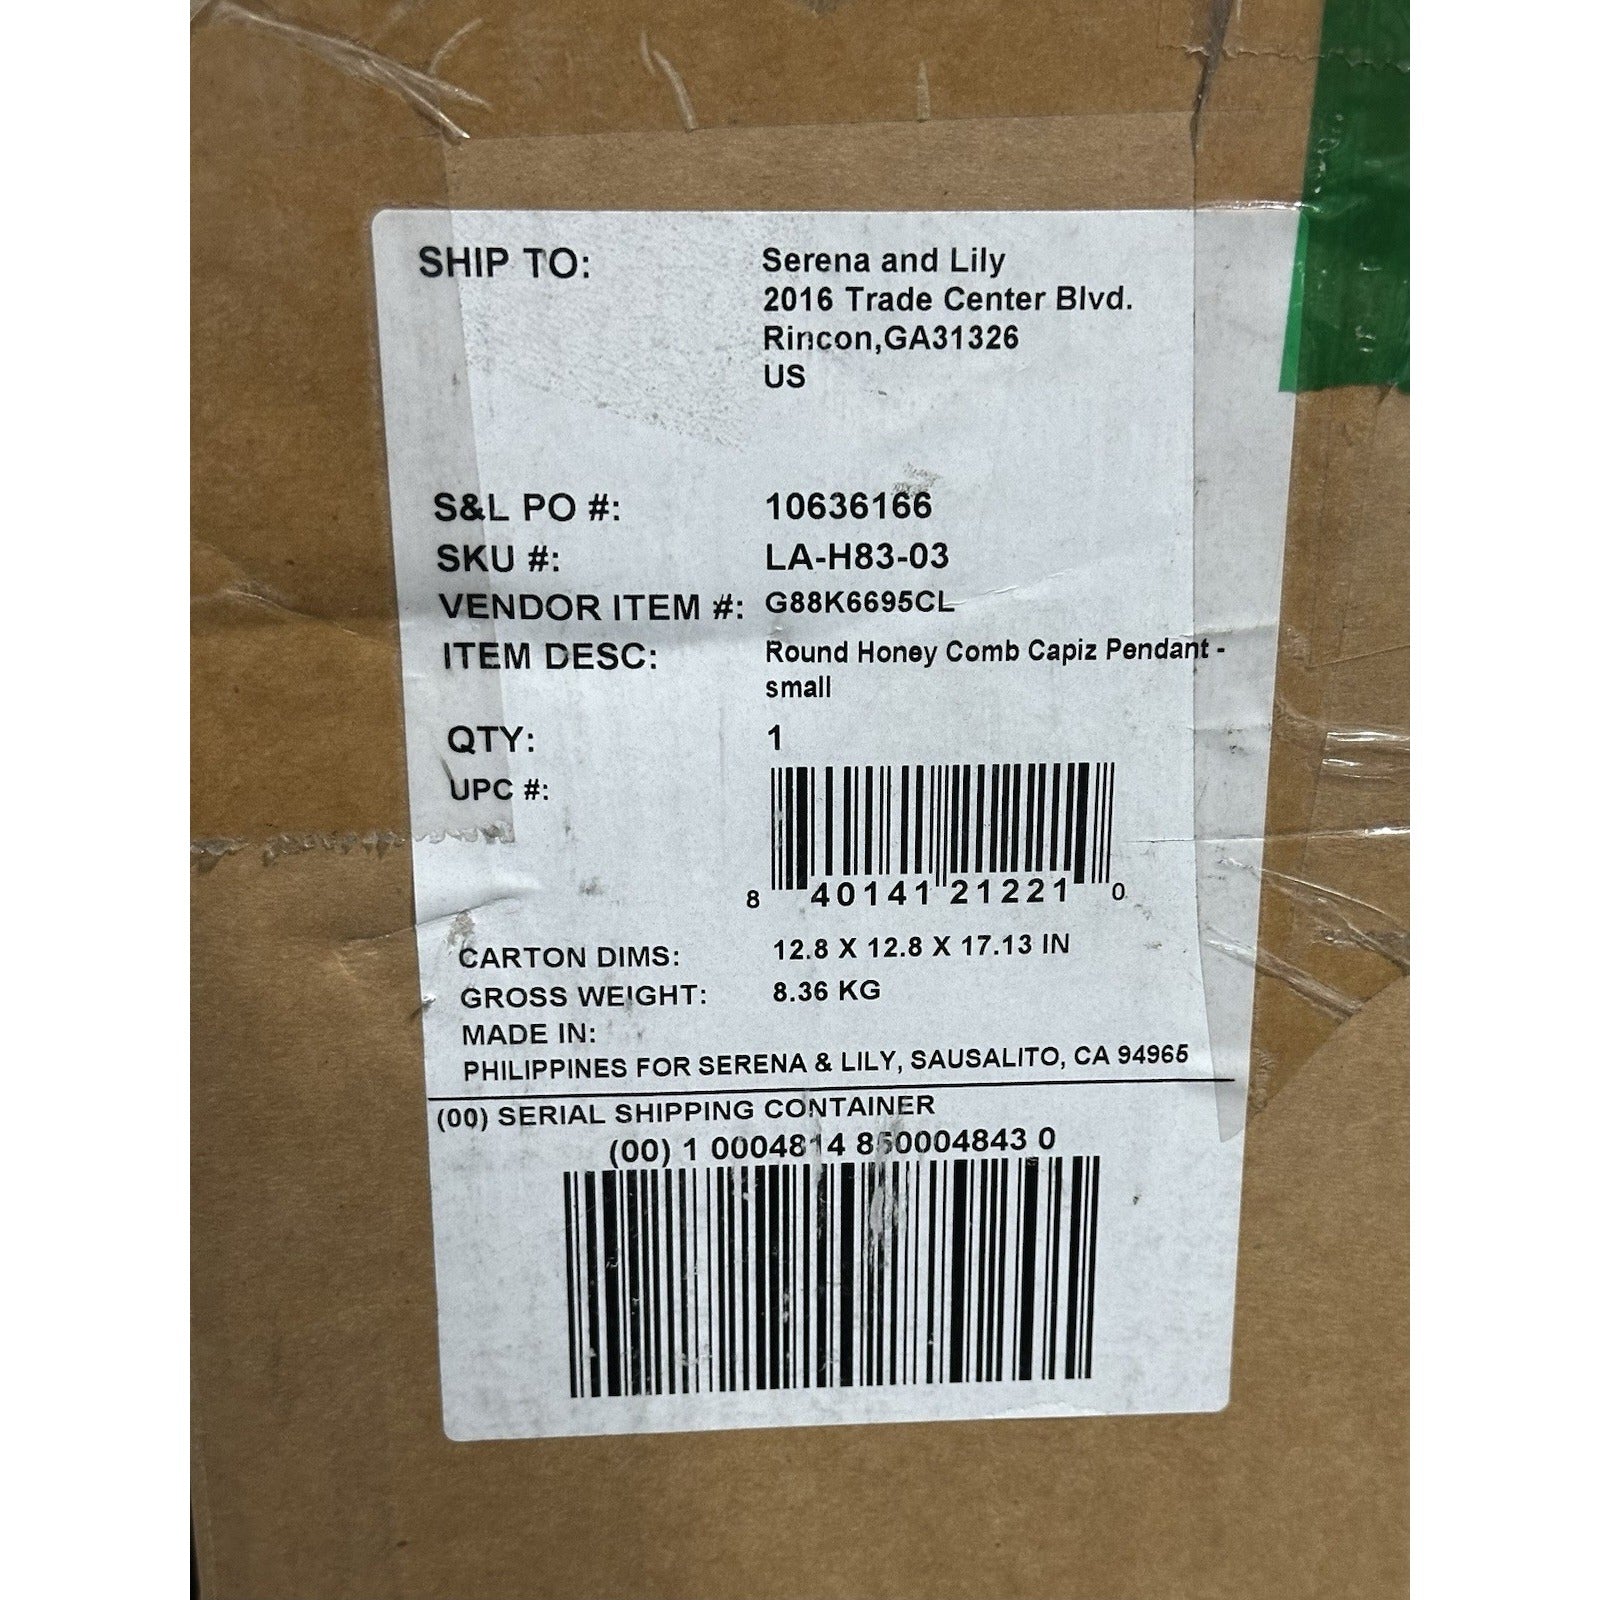 SHIP TO: Serena and Lily
2016 Trade Center Blvd.
Rincon,GA31326
US
S&L PO #: 10636166
SKU #: LA-H83-03
VENDOR ITEM #: G88K6695CL
ITEM DESC: Round Honey Comb Capiz Pendant -
small
QTY: 1
UPC #:
8 40141 21221 0
CARTON DIMS: 12.8 X 12.8 X 17.13 IN
GROSS WEIGHT: 8.36 KG
MADE IN:
PHILIPPINES FOR SERENA & LILY, SAUSALITO, CA 94965
(00) SERIAL SHIPPING CONTAINER
(00) 1 0004814 850004843 0